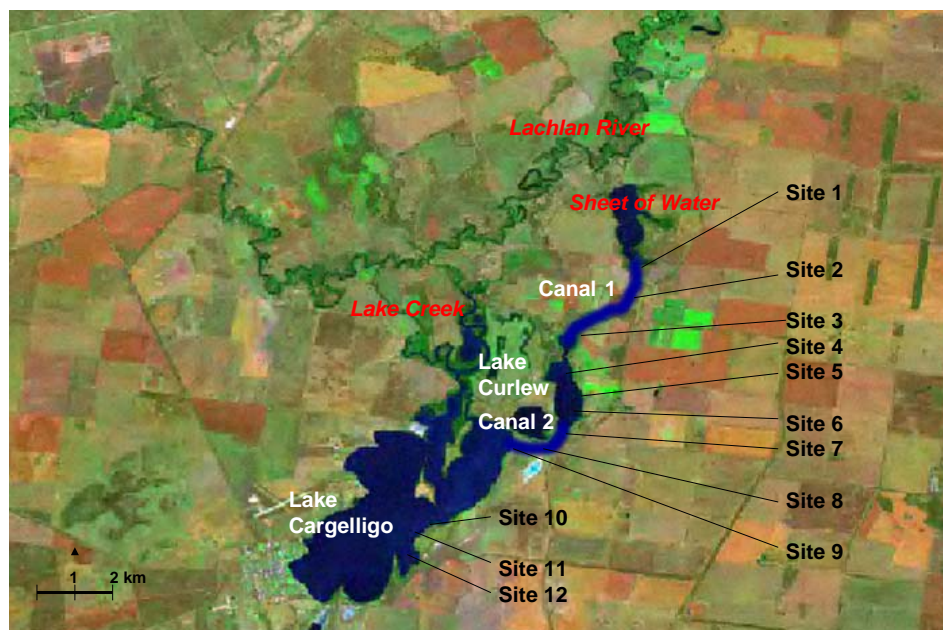 Lachlan River
Site 1
Sheet of Water
Site 2
Canal 1
Lake Creek
Site 3
Site 4
Lake
Curlew
Site 5
Site 6
Canal 2
Site 7
Site 8
Lake
Cargelligo
Site 10
Site 9
Site 11
Site 12
1 2 km